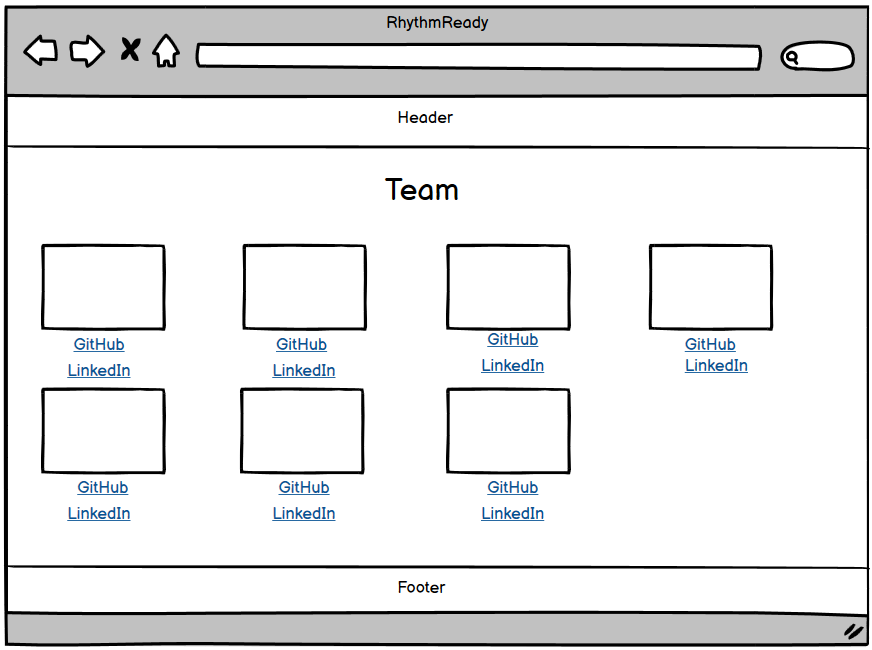 RhythmReady
Header
Team
GitHub GitHub GitHub GitHub
LinkedIn LinkedIn LinkedIn LinkedIn
GitHub GitHub GitHub
LinkedIn LinkedIn LinkedIn
Footer